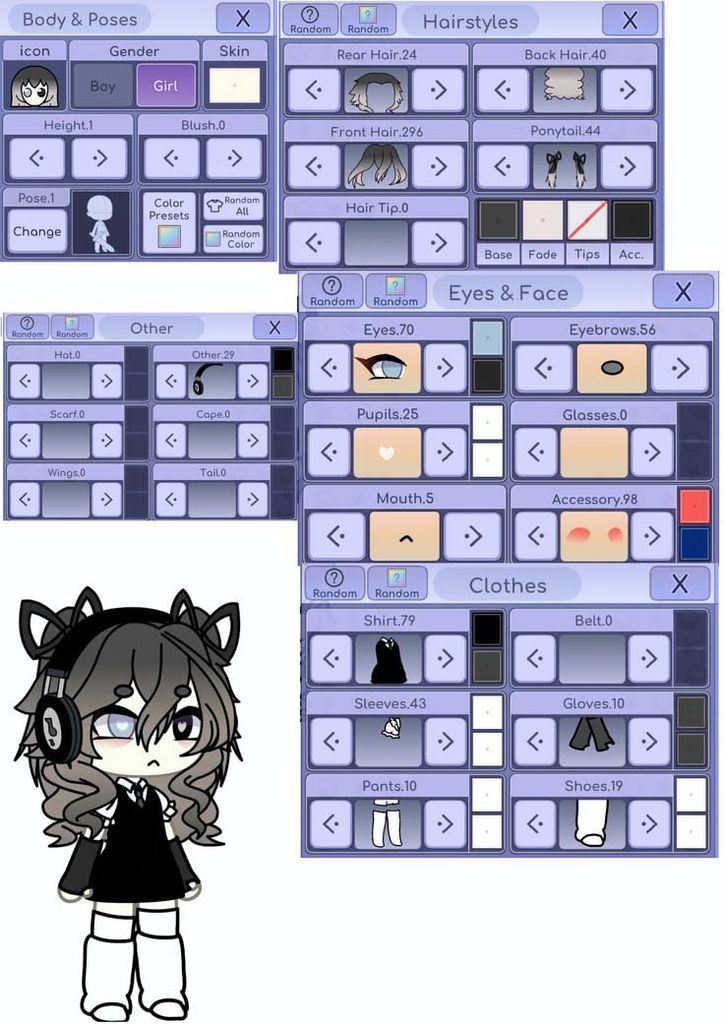 Body & Poses
X
icon
Gender
Skin
Boy
Girl
Height.1
Blush.0
Pose.1
Change
Color
Presets
Random
All
Random
Color
?
Random
?
Random
Hairstyles
X
Rear Hair.24
Back Hair.40
Front Hair.296
Ponytail.44
Hair Tip.0
Base
Fade
Tips
Acc.
?
Random
?
Random
Other
X
Hat.0
Other.29
Scarf.0
Cape.0
Wings.0
Tail.0
?
Random
?
Random
Eyes & Face
X
Eyes.70
Eyebrows.56
Pupils.25
Glasses.0
Mouth.5
Accessory.98
?
Random
?
Random
Clothes
X
Shirt.79
Belt.0
Sleeves.43
Gloves.10
Pants.10
Shoes.19